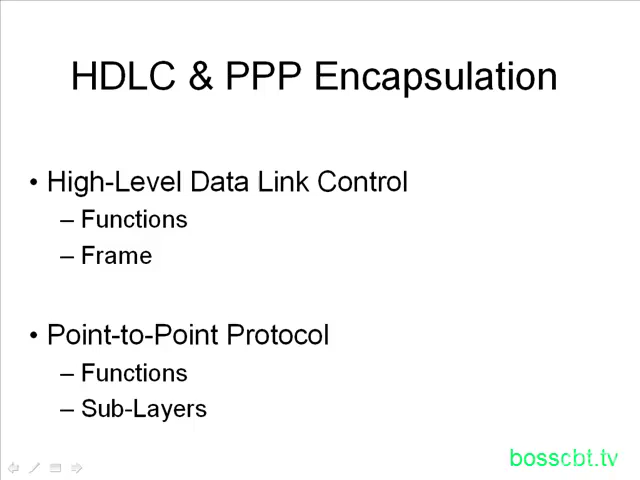 HDLC & PPP Encapsulation
• High-Level Data Link Control
– Functions
– Frame
• Point-to-Point Protocol
– Functions
– Sub-Layers
bosscbt.tv